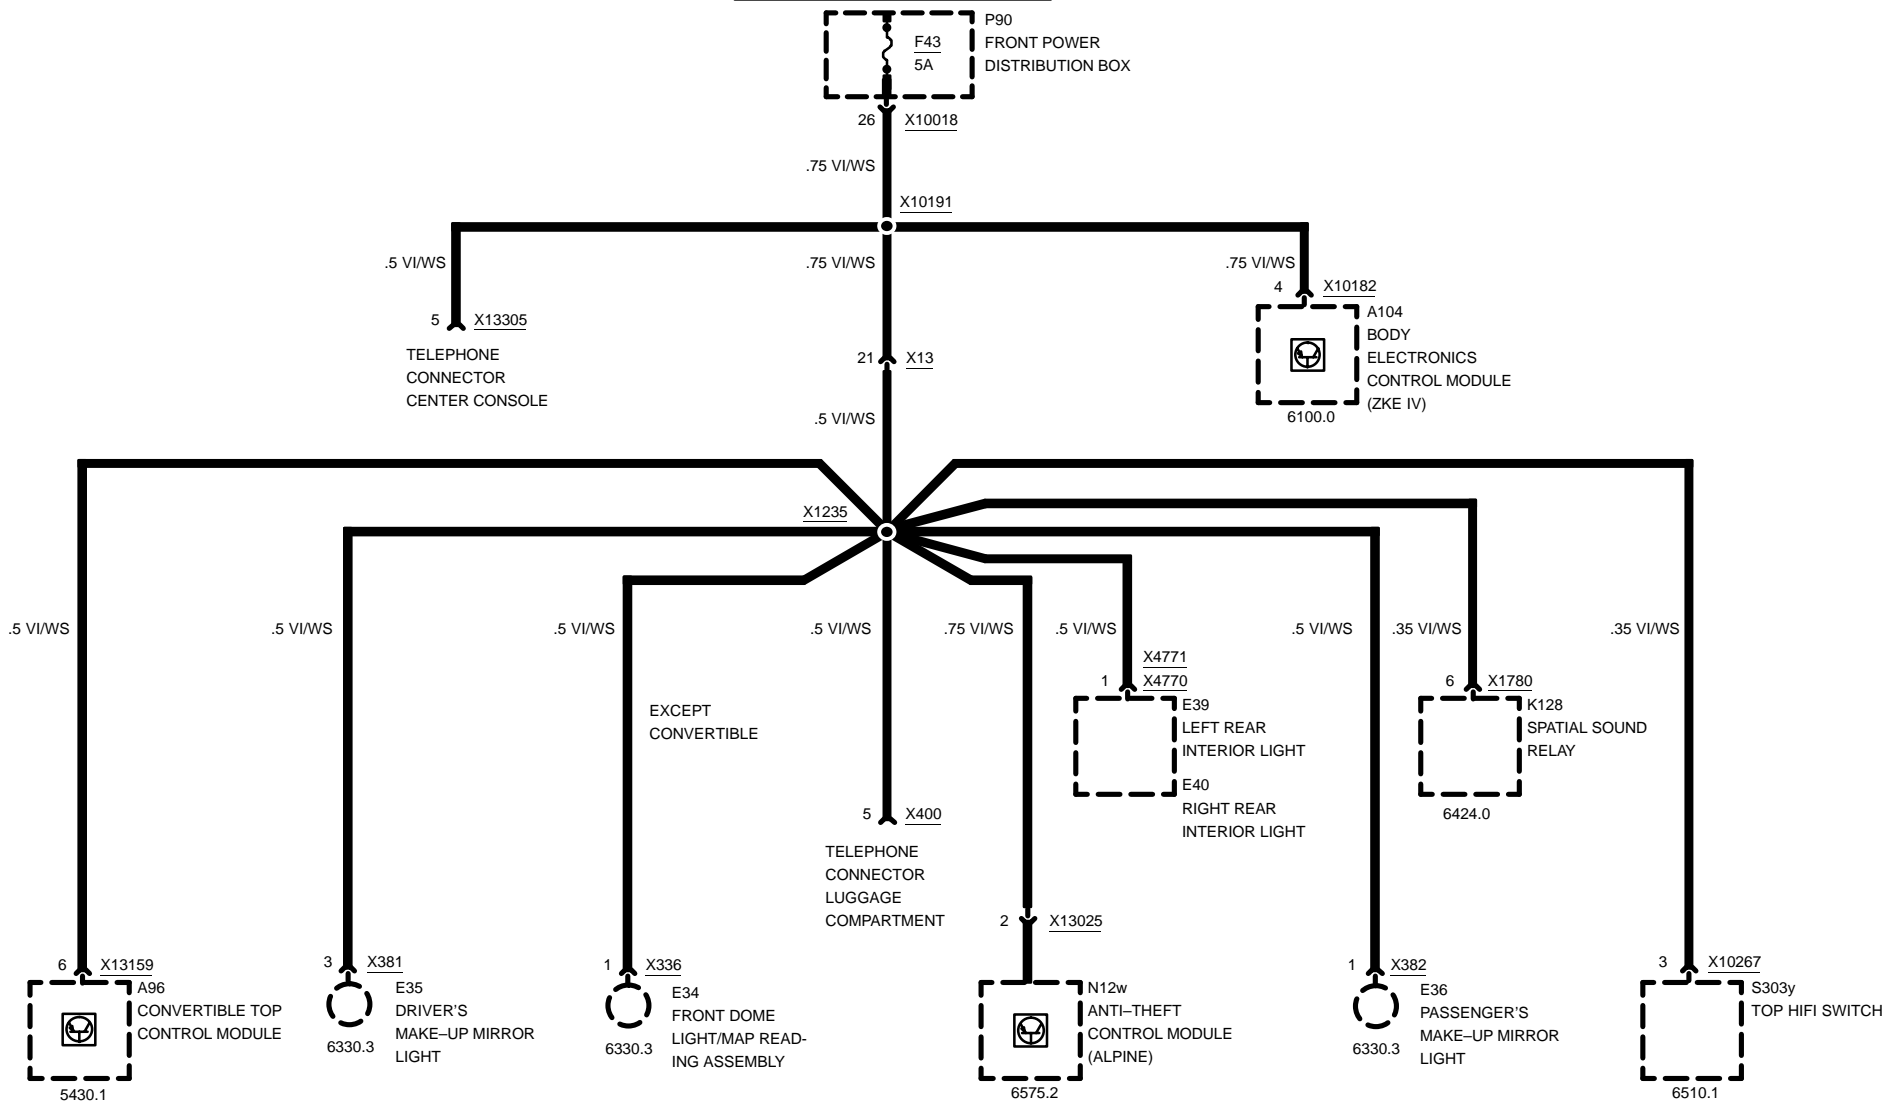 P90
F43
FRONT POWER
5A
DISTRIBUTION BOX
26
X10018
.75 VI/WS
X10191
.5 VI/WS
.75 VI/WS
.75 VI/WS
4
X10182
5
X13305
A104
BODY
ELECTRONICS
CONTROL MODULE
(ZKE IV)
6100.0
TELEPHONE
CONNECTOR
CENTER CONSOLE
21
X13
.5 VI/WS
X1235
.5 VI/WS
.5 VI/WS
.5 VI/WS
.5 VI/WS
.75 VI/WS
.5 VI/WS
.5 VI/WS
.35 VI/WS
.35 VI/WS
EXCEPT
CONVERTIBLE
X4771
1
X4770
E39
LEFT REAR
INTERIOR LIGHT
E40
RIGHT REAR
INTERIOR LIGHT
6
X1780
K128
SPATIAL SOUND
RELAY
6424.0
5
X400
TELEPHONE
CONNECTOR
LUGGAGE
COMPARTMENT
2
X13025
6
X13159
A96
CONVERTIBLE TOP
CONTROL MODULE
5430.1
3
X381
E35
DRIVER'S
MAKE–UP MIRROR
LIGHT
6330.3
1
X336
E34
FRONT DOME
LIGHT/MAP READ-
ING ASSEMBLY
6330.3
N12w
ANTI–THEFT
CONTROL MODULE
(ALPINE)
6575.2
1
X382
E36
PASSENGER'S
MAKE–UP MIRROR
LIGHT
6330.3
3
X10267
S303y
TOP HIFI SWITCH
6510.1